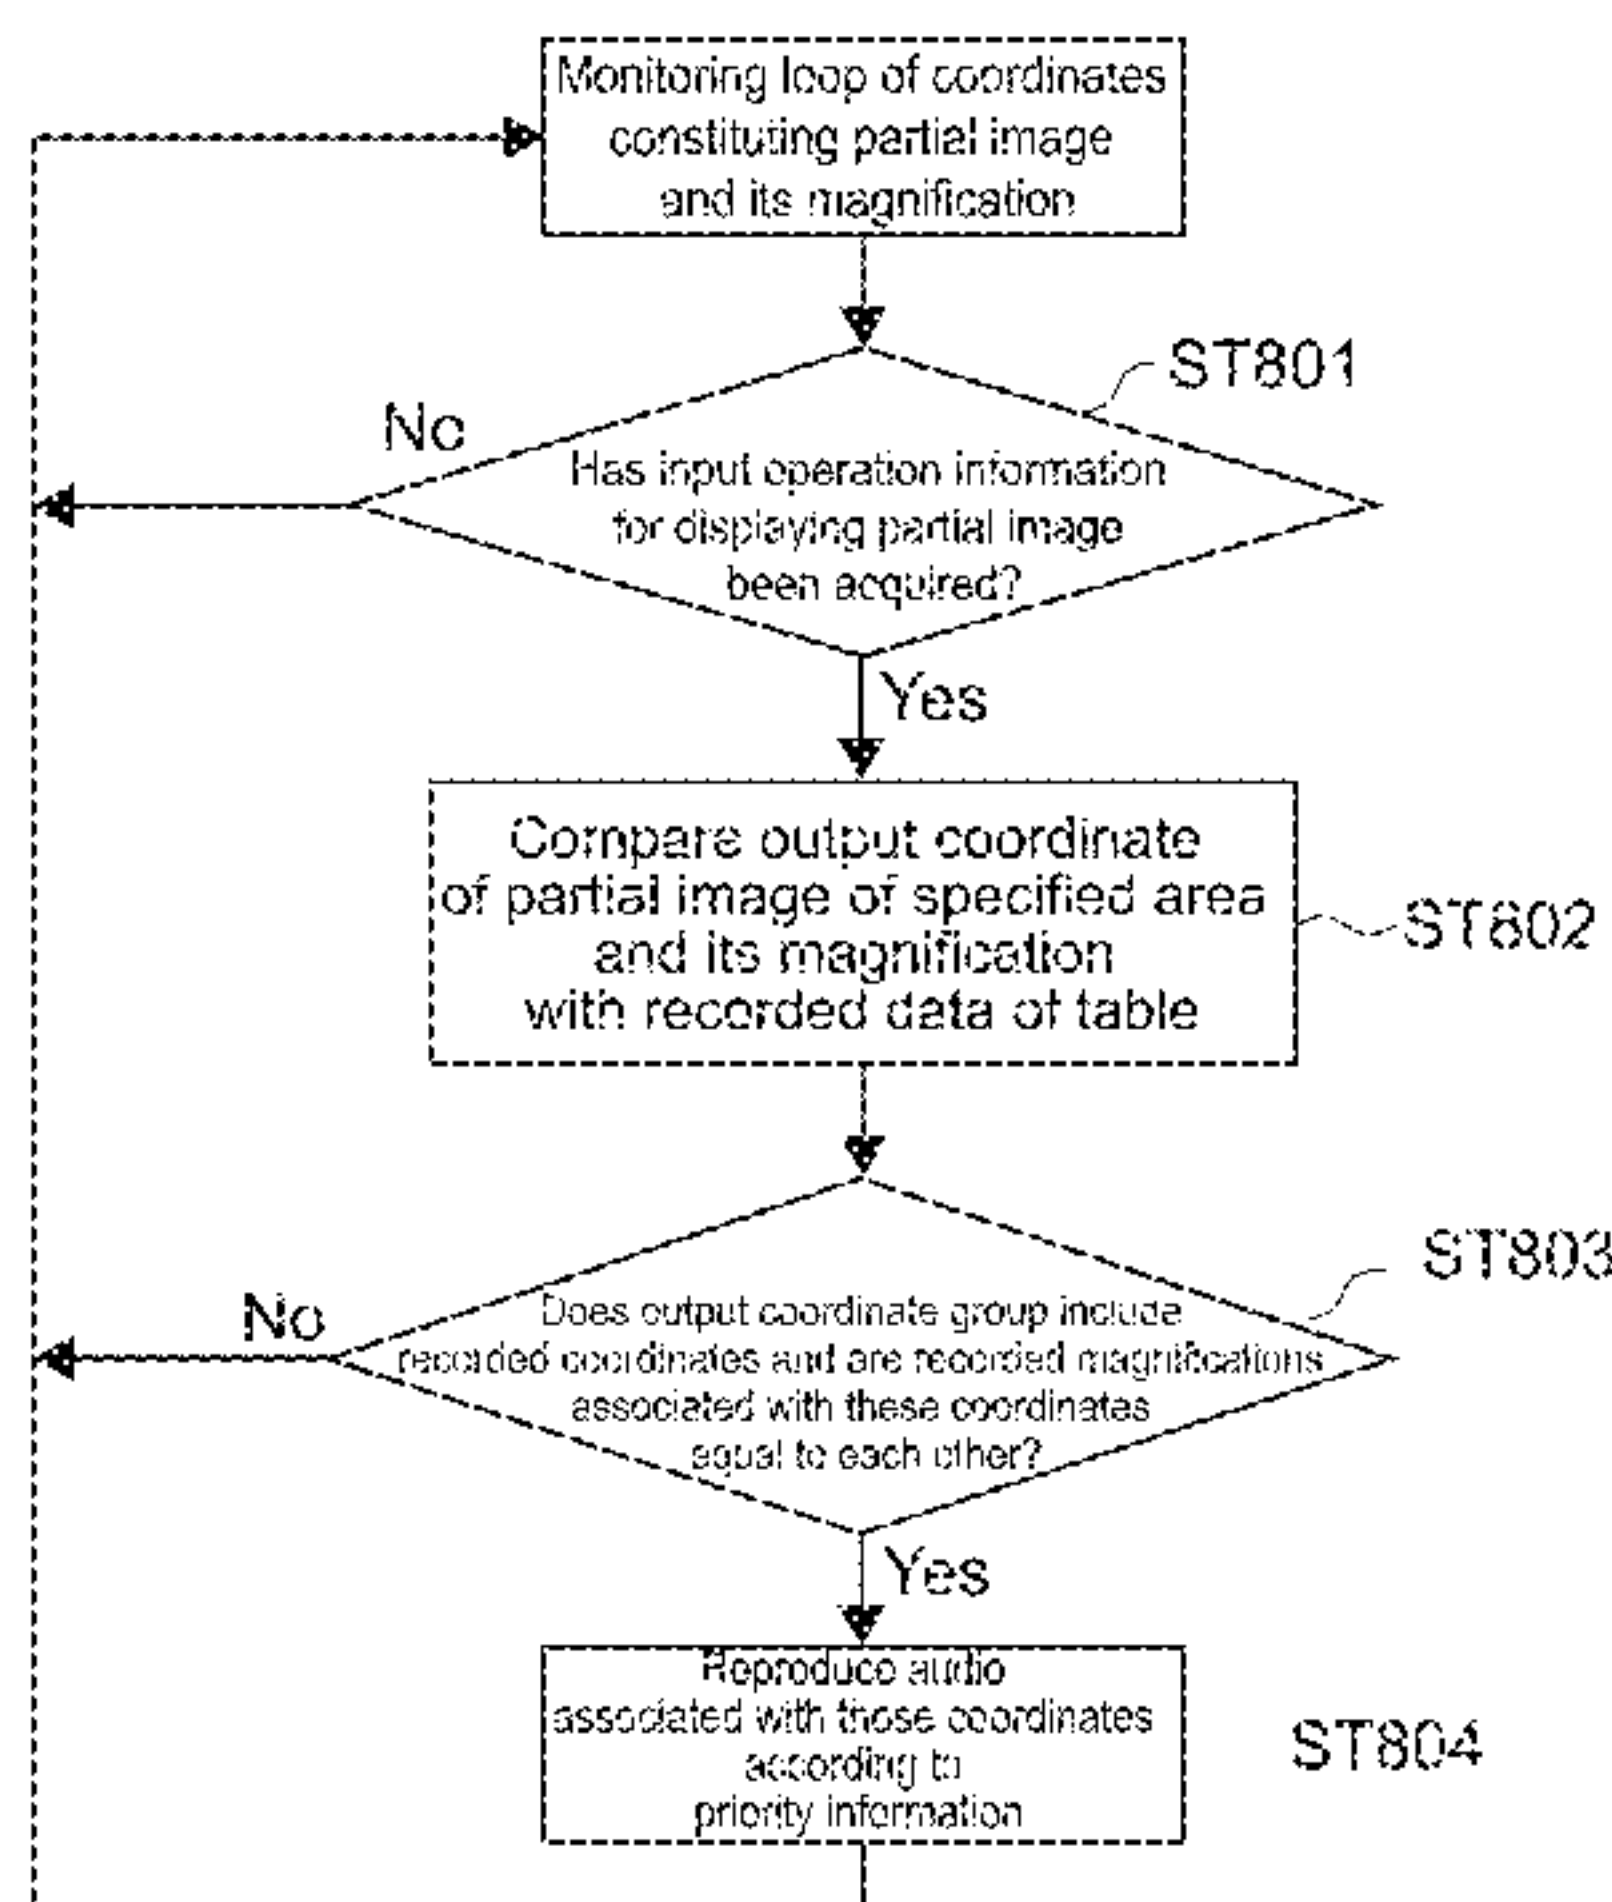 Monitoring loop of coordinates
constituting partial image
and its magnification
ST801
No
Has input operation information
for displaying partial image
been acquired?
Yes
Compare output coordinate
of partial image of specified area
and its magnification
with recorded data of table
ST802
ST803
No
Does output coordinate group include
recorded coordinates and are recorded magnifications
associated with these coordinates
equal to each other?
Yes
Reproduce audio
associated with those coordinates
according to
priority information
ST804